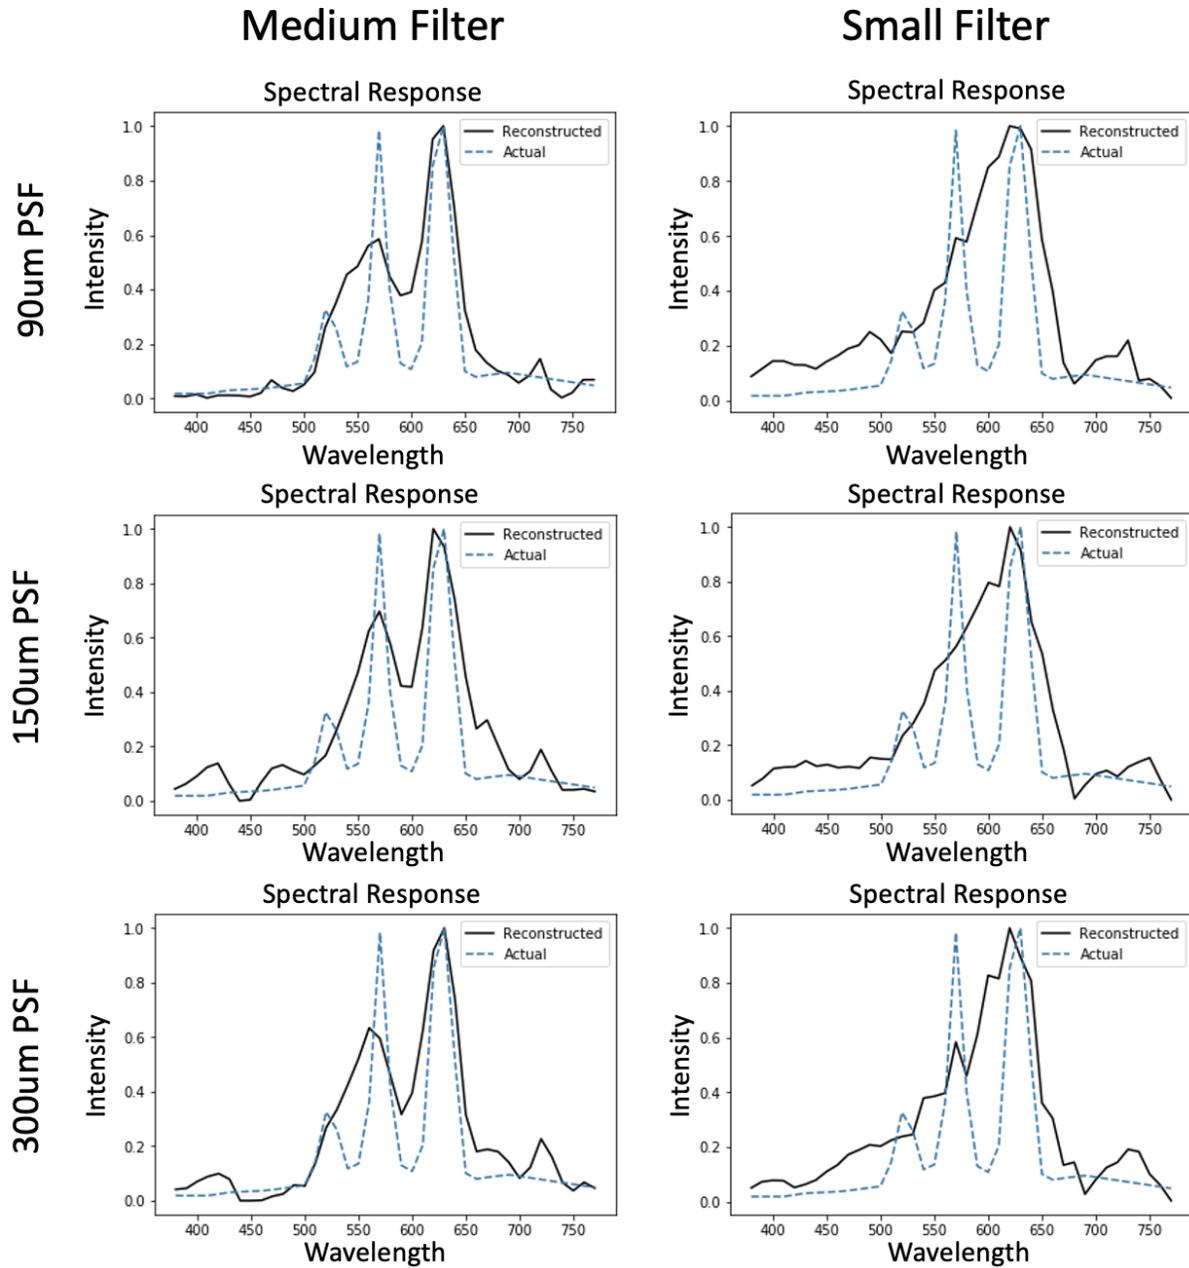 Medium Filter
Small Filter
90um PSF
Spectral Response
Reconstructed
Actual
Intensity
1.0
0.8
0.6
0.4
0.2
0.0
400 450 500 550 600 650 700 750
Wavelength
Spectral Response
Reconstructed
Actual
Intensity
1.0
0.8
0.6
0.4
0.2
0.0
400 450 500 550 600 650 700 750
Wavelength
150um PSF
Spectral Response
Reconstructed
Actual
Intensity
1.0
0.8
0.6
0.4
0.2
0.0
400 450 500 550 600 650 700 750
Wavelength
Spectral Response
Reconstructed
Actual
Intensity
1.0
0.8
0.6
0.4
0.2
0.0
400 450 500 550 600 650 700 750
Wavelength
300um PSF
Spectral Response
Reconstructed
Actual
Intensity
1.0
0.8
0.6
0.4
0.2
0.0
400 450 500 550 600 650 700 750
Wavelength
Spectral Response
Reconstructed
Actual
Intensity
1.0
0.8
0.6
0.4
0.2
0.0
400 450 500 550 600 650 700 750
Wavelength